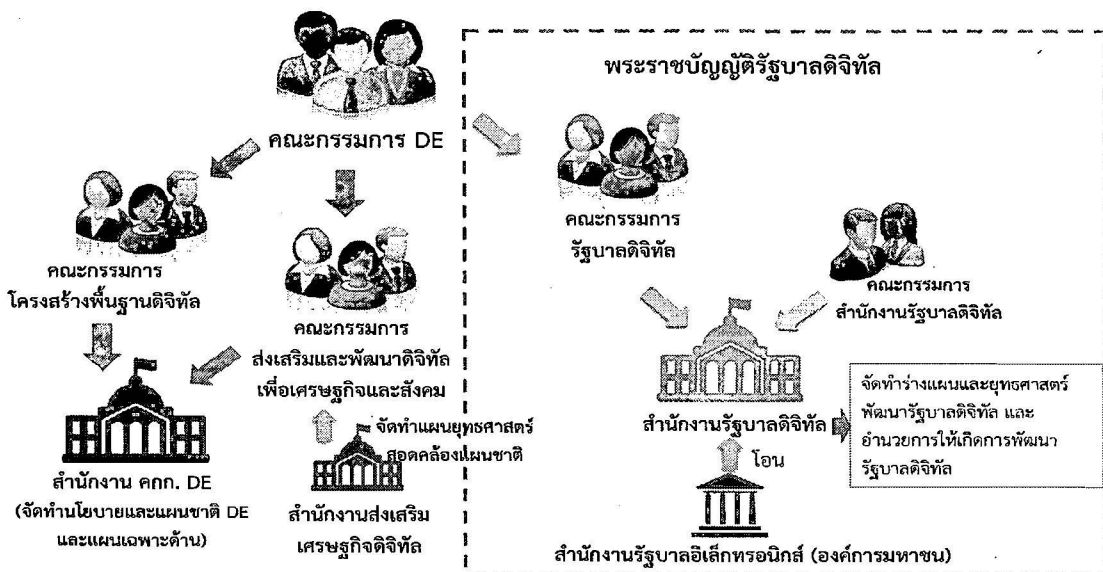 คณะกรรมการ DE
คณะกรรมการ
โครงสร้างพื้นฐานดิจิทัล
คณะกรรมการ
ส่งเสริมและพัฒนาดิจิทัล
เพื่อเศรษฐกิจและสังคม
สำนักงาน คกก. DE
(จัดทำนโยบายและแผนชาติ DE
และแผนเฉพาะด้าน)
จัดทำแผนยุทธศาสตร์
สอดคล้องแผนชาติ
สำนักงานส่งเสริม
เศรษฐกิจดิจิทัล
พระราชบัญญัติรัฐบาลดิจิทัล
คณะกรรมการ
รัฐบาลดิจิทัล
คณะกรรมการ
สำนักงานรัฐบาลดิจิทัล
สำนักงานรัฐบาลดิจิทัล
จัดทำร่างแผนและยุทธศาสตร์
พัฒนารัฐบาลดิจิทัล และ
อำนวยการให้เกิดการพัฒนา
รัฐบาลดิจิทัล
โอน
สำนักงานรัฐบาลอิเล็กทรอนิกส์ (องค์การมหาชน)